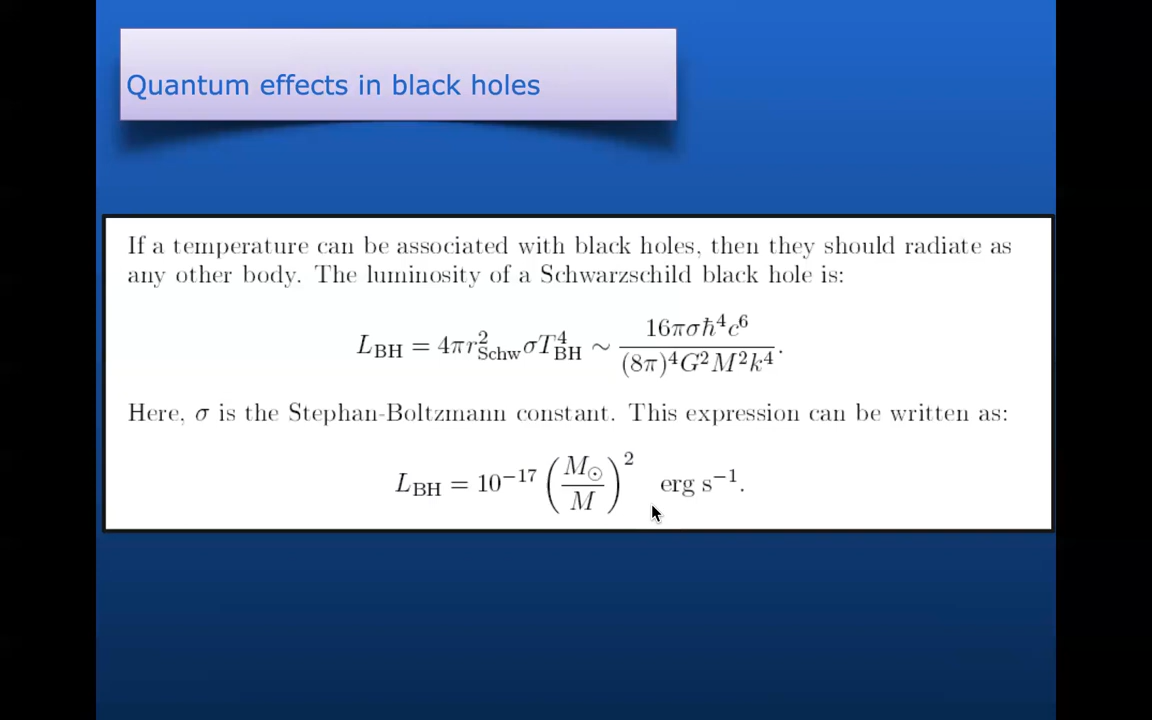 Quantum effects in black holes
If a temperature can be associated with black holes, then they should radiate as
any other body. The luminosity of a Schwarzschild black hole is:
L_BH = 4πr²_Schw σT⁴_BH ∼ 16πσħ⁴c⁶ / (8π)⁴G²M²k⁴ .
Here, σ is the Stephan-Boltzmann constant. This expression can be written as:
L_BH = 10⁻¹⁷ (M_⊙ / M)² erg s⁻¹.